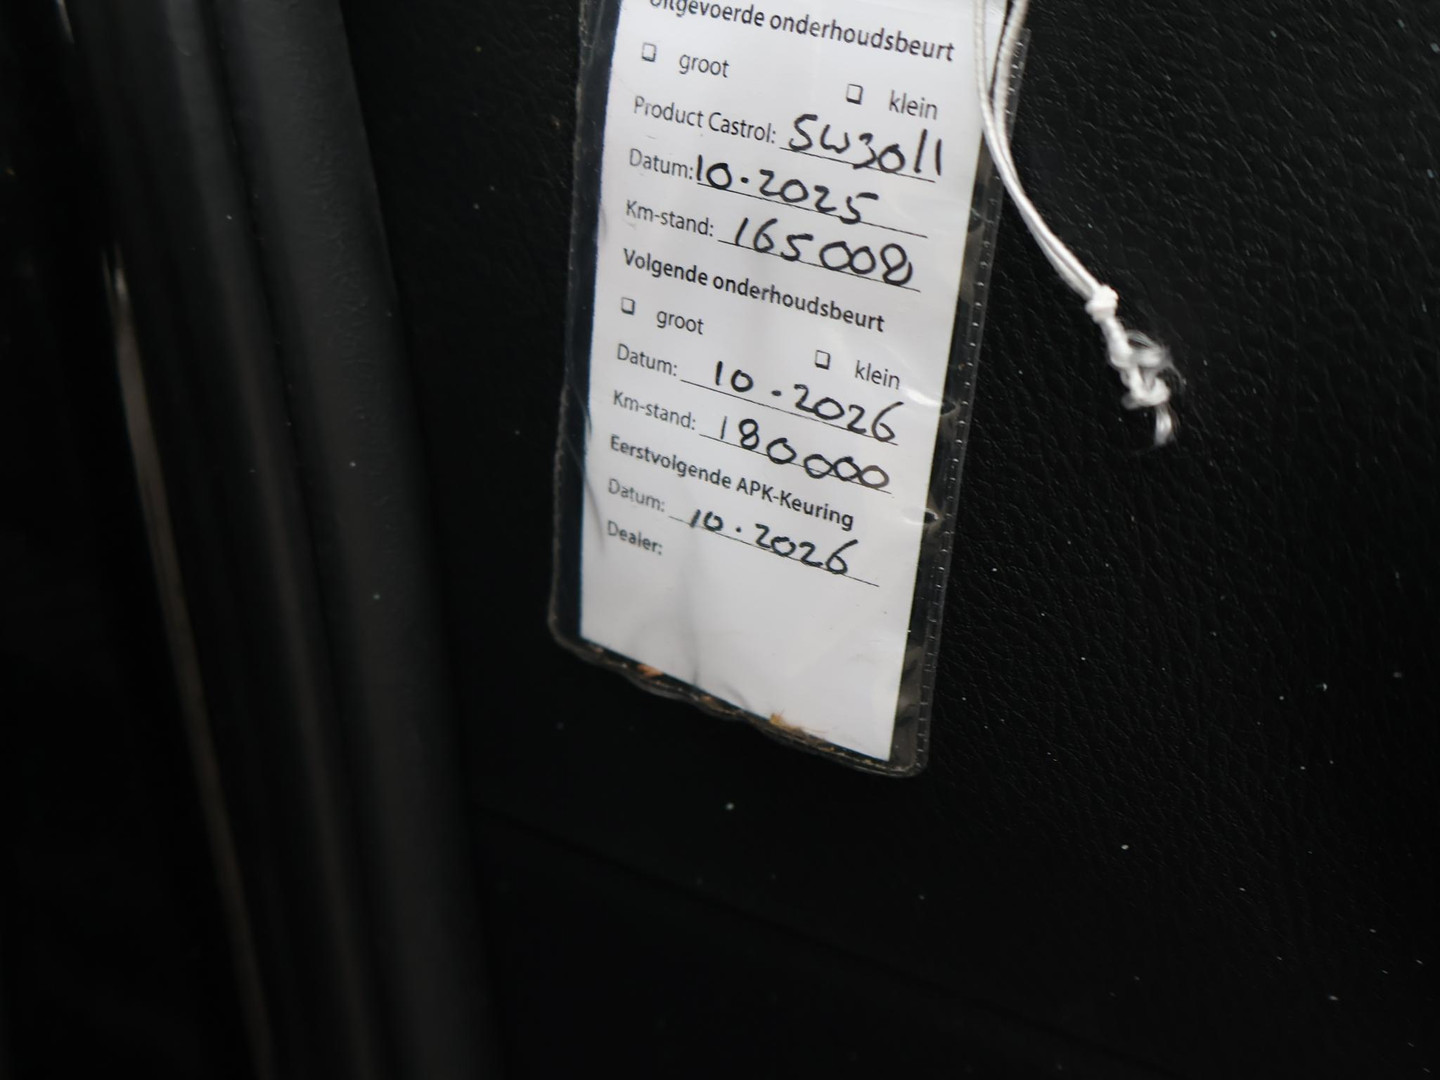 Uitgevoerde onderhoudsbeurt
❑ groot ❑ klein
Product Castrol: 5W30 ll
Datum: 10.2025
Km-stand: 165008
Volgende onderhoudsbeurt
❑ groot ❑ klein
Datum: 10.2026
Km-stand: 180000
Eerstvolgende APK-Keuring
Datum: 10.2026
Dealer: